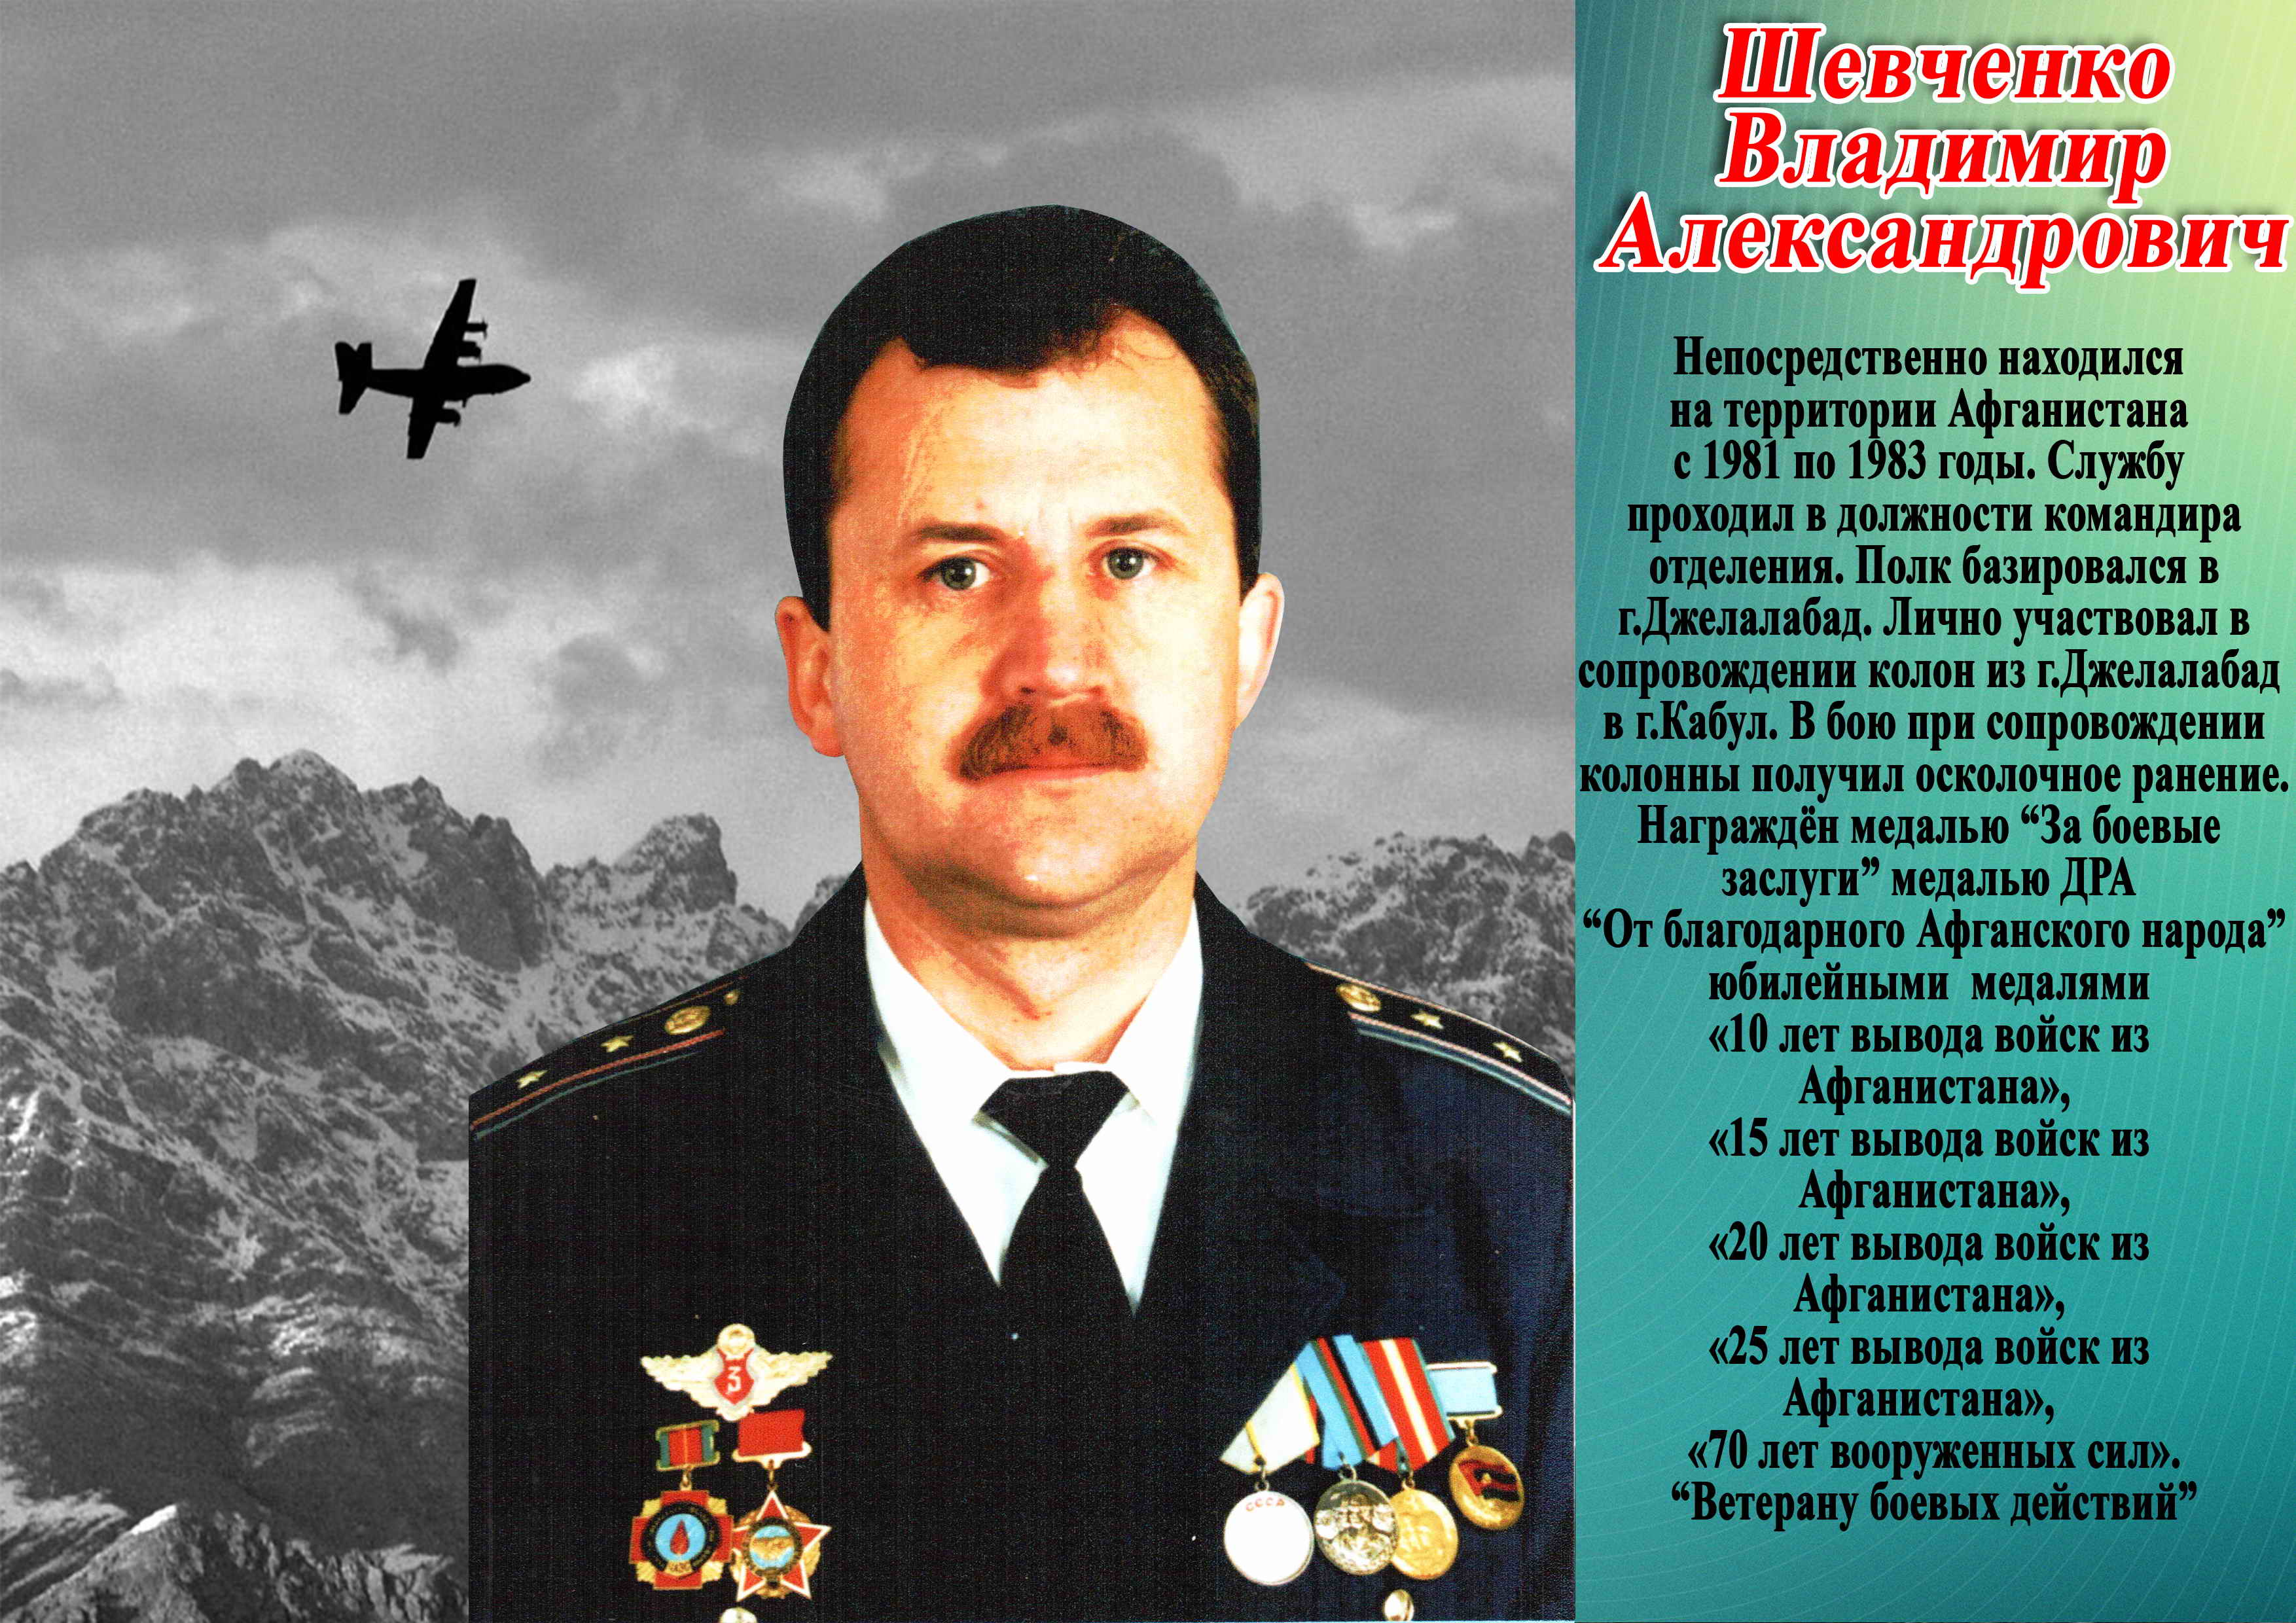 Шевченко
Владимир
Александрович
Непосредственно находился
на территории Афганистана
с 1981 по 1983 годы. Службу
проходил в должности командира
отделения. Полк базировался в
г.Джелалабад. Лично участвовал в
сопровождении колон из г.Джелалабад
в г.Кабул. В бою при сопровождении
колонны получил осколочное ранение.
Награждён медалью “За боевые
заслуги” медалью ДРА
“От благодарного Афганского народа”
юбилейными медалями
«10 лет вывода войск из
Афганистана»,
«15 лет вывода войск из
Афганистана»,
«20 лет вывода войск из
Афганистана»,
«25 лет вывода войск из
Афганистана»,
«70 лет вооруженных сил».
“Ветерану боевых действий”
3
СССР